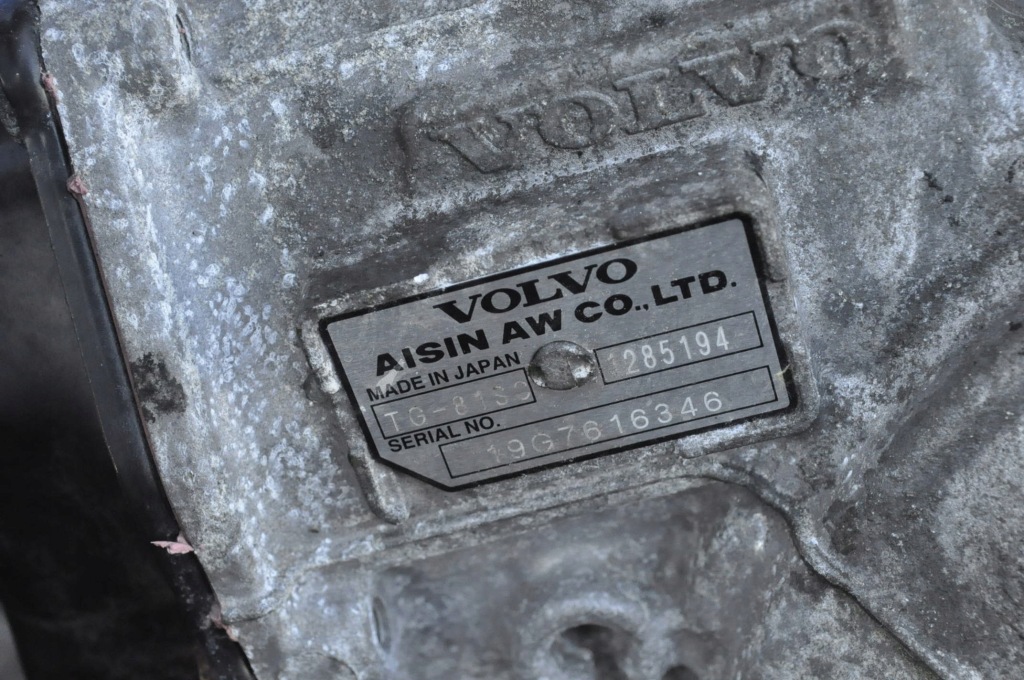 VOLVO
VOLVO
AISIN AW CO., LTD.
MADE IN JAPAN
1285194
SERIAL NO.
19G7616346